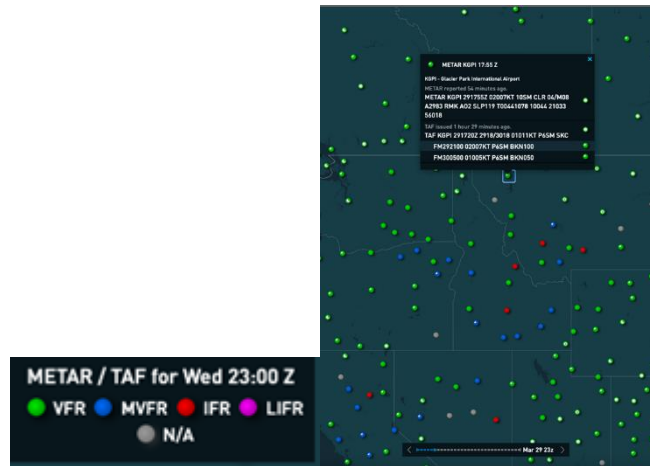 METAR KGPI 17:55 Z
×
KGPI - Glacier Park International Airport
METAR reported 54 minutes ago.
METAR KGPI 291755Z 02007KT 10SM CLR 04/M08
A2983 RMK AO2 SLP119 T00441078 10044 21033
56018
TAF issued 1 hour 29 minutes ago.
TAF KGPI 291720Z 2918/3018 01011KT P6SM SKC
FM292100 02007KT P6SM BKN100
FM300500 01005KT P6SM BKN050
Mar 29 23z
METAR / TAF for Wed 23:00 Z
VFR MVFR IFR LIFR
N/A